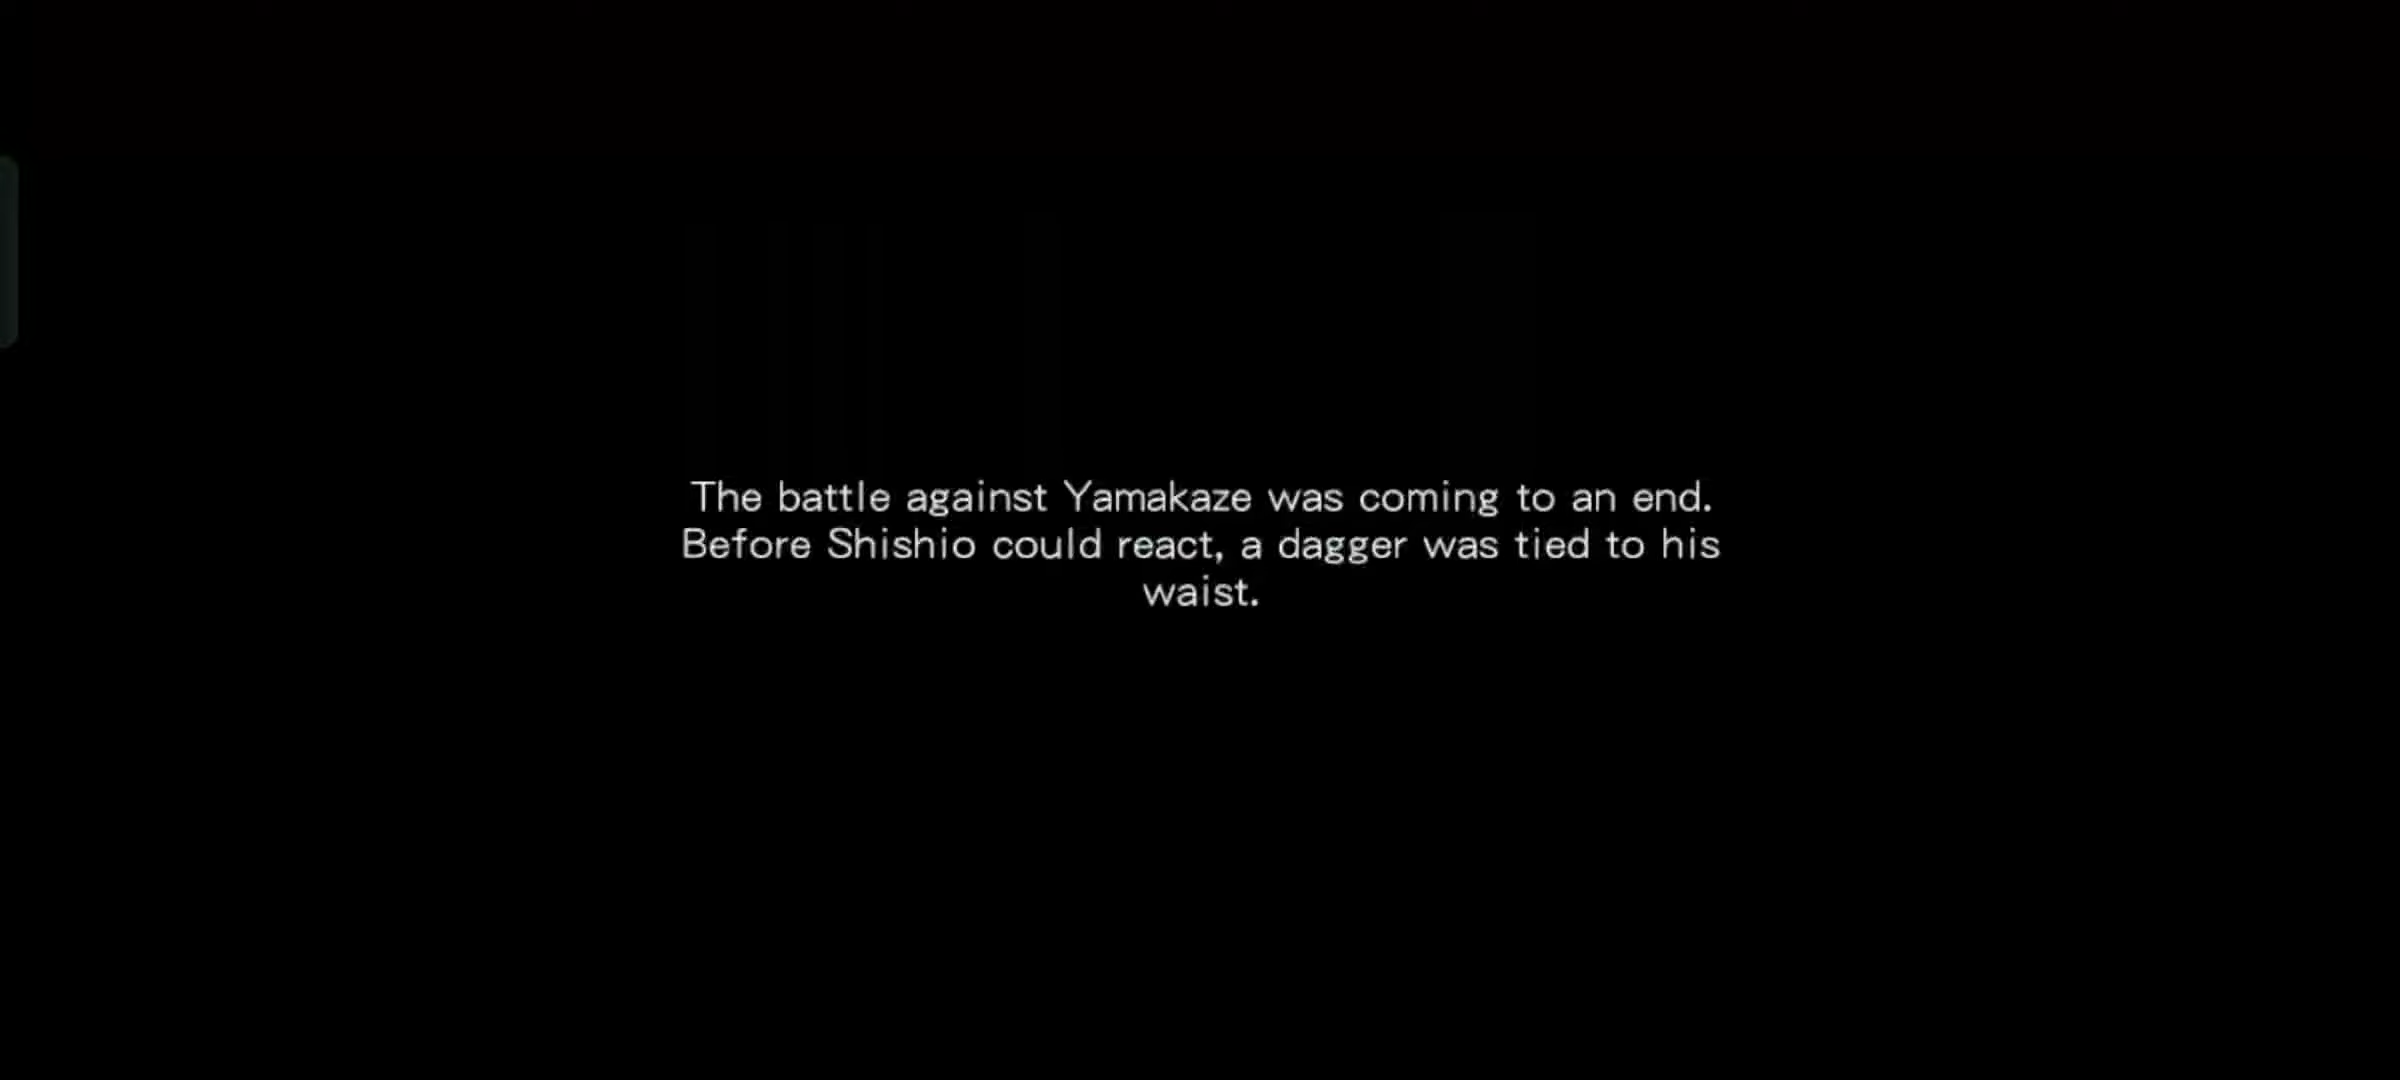 The battle against Yamakaze was coming to an end.
Before Shishio could react, a dagger was tied to his
waist.